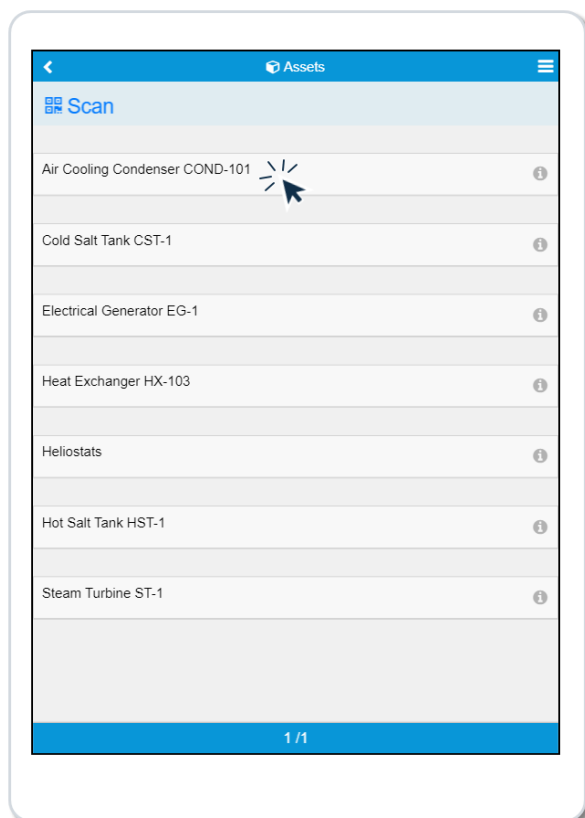 Assets
Scan
Air Cooling Condenser COND-101
Cold Salt Tank CST-1
Electrical Generator EG-1
Heat Exchanger HX-103
Heliostats
Hot Salt Tank HST-1
Steam Turbine ST-1
1 /1